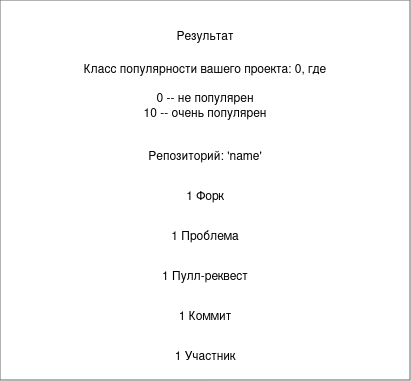 Результат
Класс популярности вашего проекта: 0, где
0 -- не популярен
10 -- очень популярен
Репозиторий: 'name'
1 Форк
1 Проблема
1 Пулл-реквест
1 Коммит
1 Участник